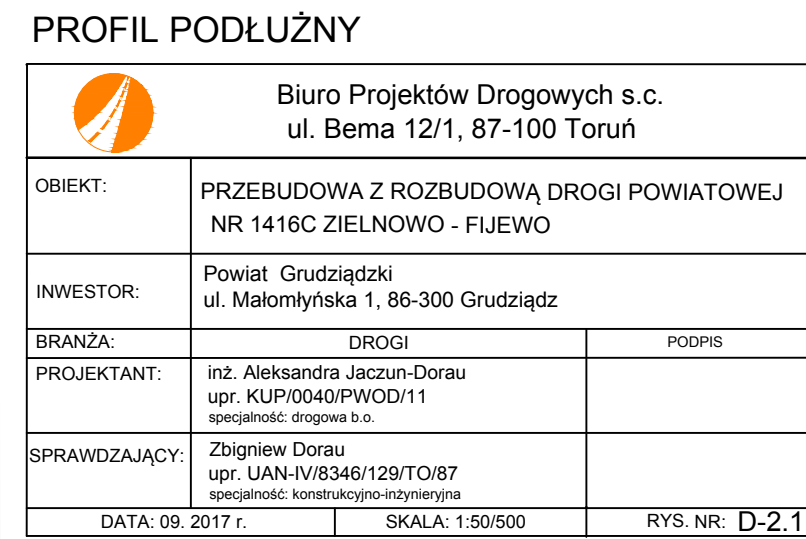 PROFIL PODŁUŻNY
Biuro Projektów Drogowych s.c.
ul. Bema 12/1, 87-100 Toruń
OBIEKT:
PRZEBUDOWA Z ROZBUDOWĄ DROGI POWIATOWEJ
NR 1416C ZIELNOWO - FIJEWO
INWESTOR:
Powiat Grudziądzki
ul. Małomłyńska 1, 86-300 Grudziądz
BRANŻA: DROGI PODPIS
PROJEKTANT:
inż. Aleksandra Jaczun-Dorau
upr. KUP/0040/PWOD/11
specjalność: drogowa b.o.
SPRAWDZAJĄCY:
Zbigniew Dorau
upr. UAN-IV/8346/129/TO/87
specjalność: konstrukcyjno-inżynieryjna
DATA: 09. 2017 r. SKALA: 1:50/500 RYS. NR: D-2.1